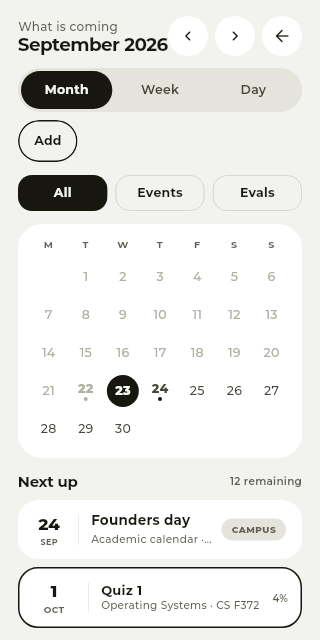 What is coming
September 2026
Month Week Day
Add
All Events Evals
M T W T F S S
1 2 3 4 5 6
7 8 9 10 11 12 13
14 15 16 17 18 19 20
21 22 23 24 25 26 27
28 29 30
Next up 12 remaining
24 SEP
Founders day
Academic calendar ·...
CAMPUS
1 OCT
Quiz 1
Operating Systems · CS F372
4%